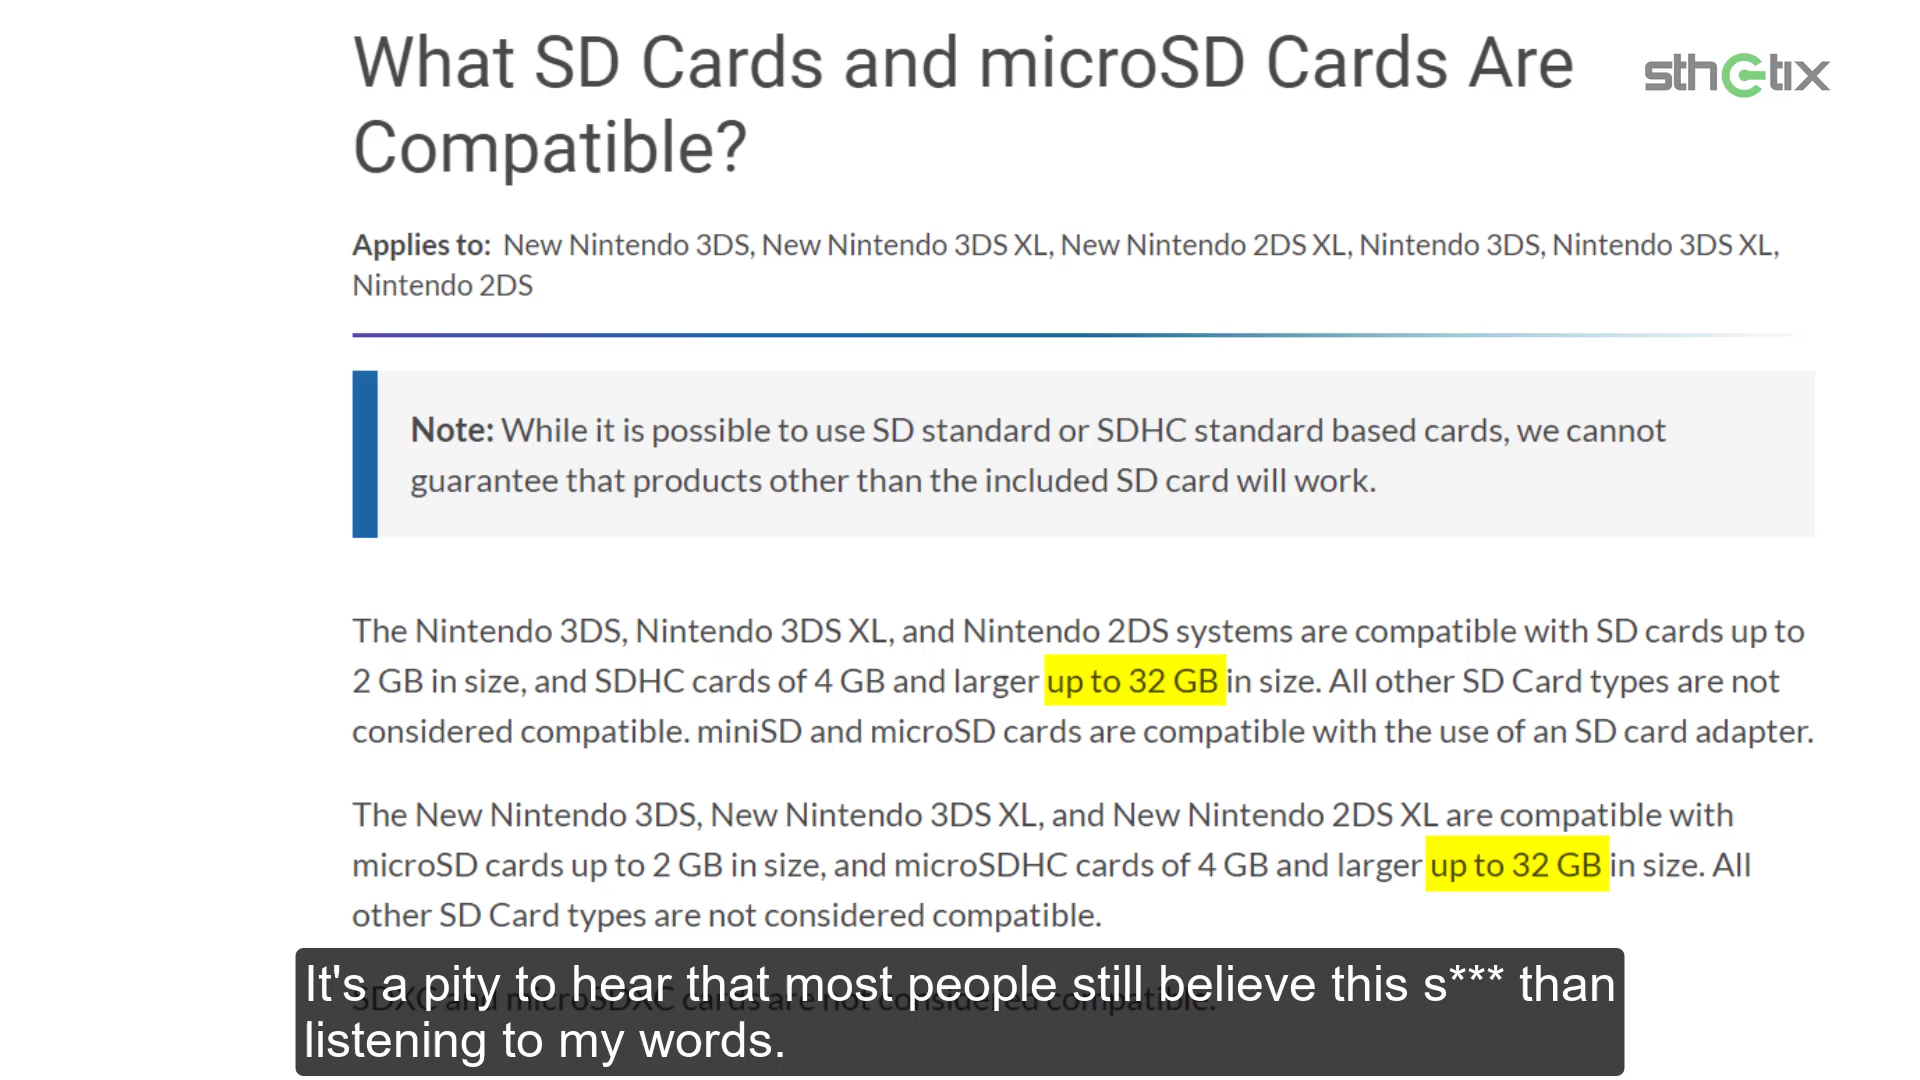 What SD Cards and microSD Cards Are
Compatible?
sthetix
Applies to: New Nintendo 3DS, New Nintendo 3DS XL, New Nintendo 2DS XL, Nintendo 3DS, Nintendo 3DS XL,
Nintendo 2DS
Note: While it is possible to use SD standard or SDHC standard based cards, we cannot
guarantee that products other than the included SD card will work.
The Nintendo 3DS, Nintendo 3DS XL, and Nintendo 2DS systems are compatible with SD cards up to
2 GB in size, and SDHC cards of 4 GB and larger up to 32 GB in size. All other SD Card types are not
considered compatible. miniSD and microSD cards are compatible with the use of an SD card adapter.
The New Nintendo 3DS, New Nintendo 3DS XL, and New Nintendo 2DS XL are compatible with
microSD cards up to 2 GB in size, and microSDHC cards of 4 GB and larger up to 32 GB in size. All
other SD Card types are not considered compatible.
SDXC and microSDXC cards are not considered compatible.
It's a pity to hear that most people still believe this s*** than
listening to my words.